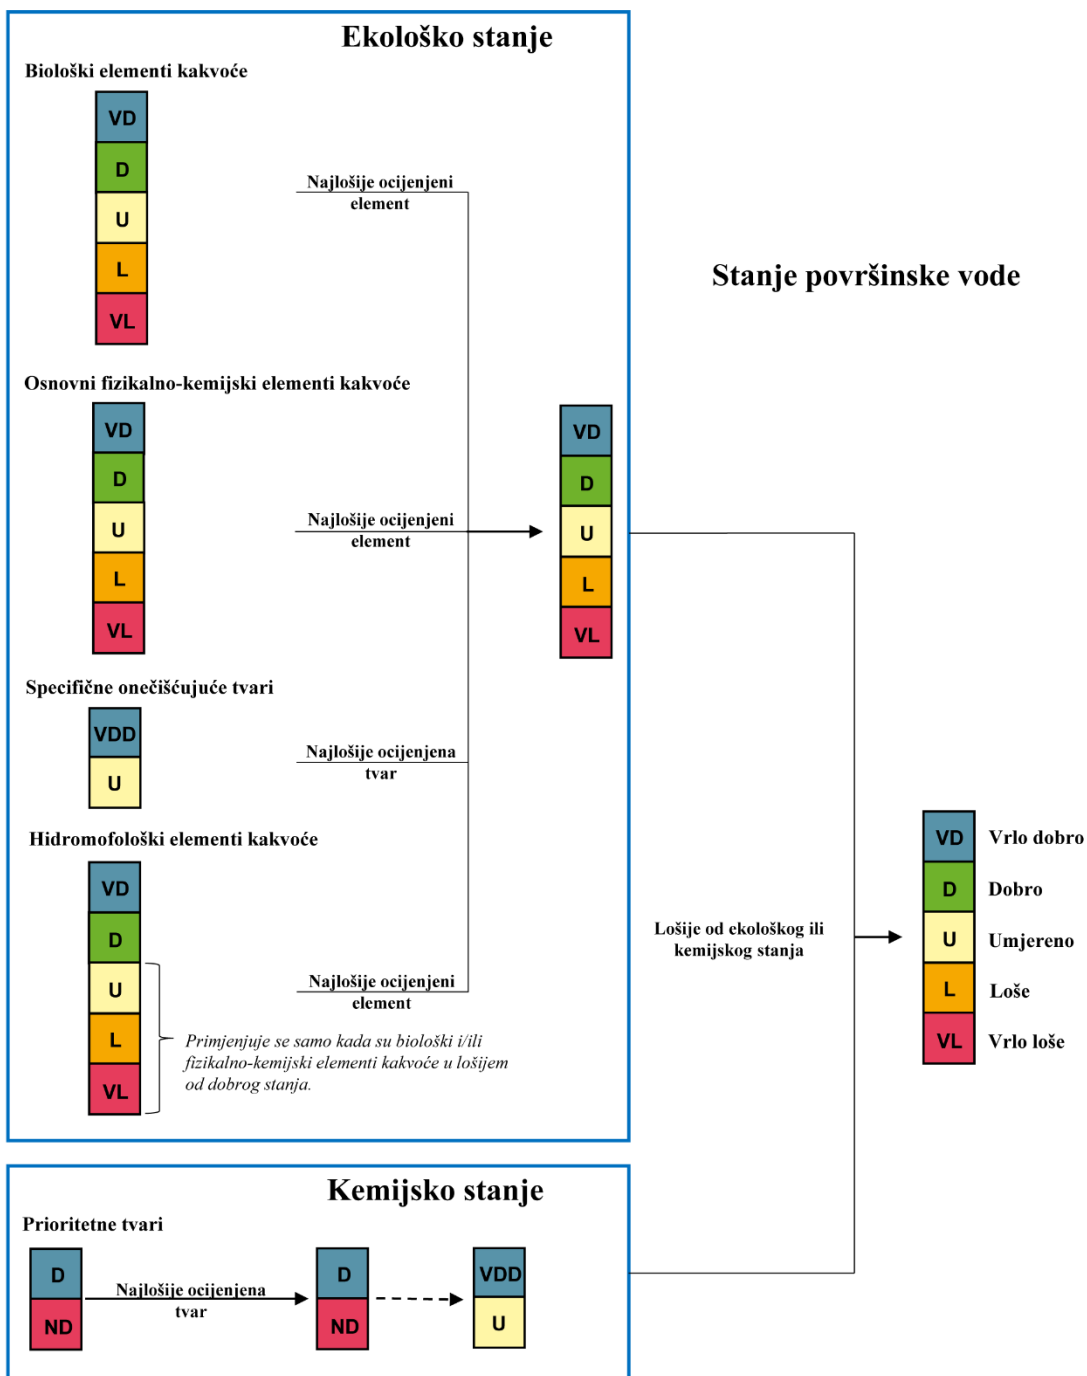 Ekološko stanje
Biološki elementi kakvoće
VD
D
U
L
VL
Najlošije ocijenjeni
element
Stanje površinske vode
Osnovni fizikalno-kemijski elementi kakvoće
VD
D
U
L
VL
Najlošije ocijenjeni
element
VD
D
U
L
VL
Specifične onečišćujuće tvari
VDD
U
Najlošije ocijenjena
tvar
Hidromofološki elementi kakvoće
VD
D
U
L
VL
Najlošije ocijenjeni
element
Primjenjuje se samo kada su biološki i/ili
fizikalno-kemijski elementi kakvoće u lošijem
od dobrog stanja.
Lošije od ekološkog ili
kemijskog stanja
VD Vrlo dobro
D Dobro
U Umjereno
L Loše
VL Vrlo loše
Kemijsko stanje
Prioritetne tvari
D
ND
Najlošije ocijenjena
tvar
D
ND
VDD
U